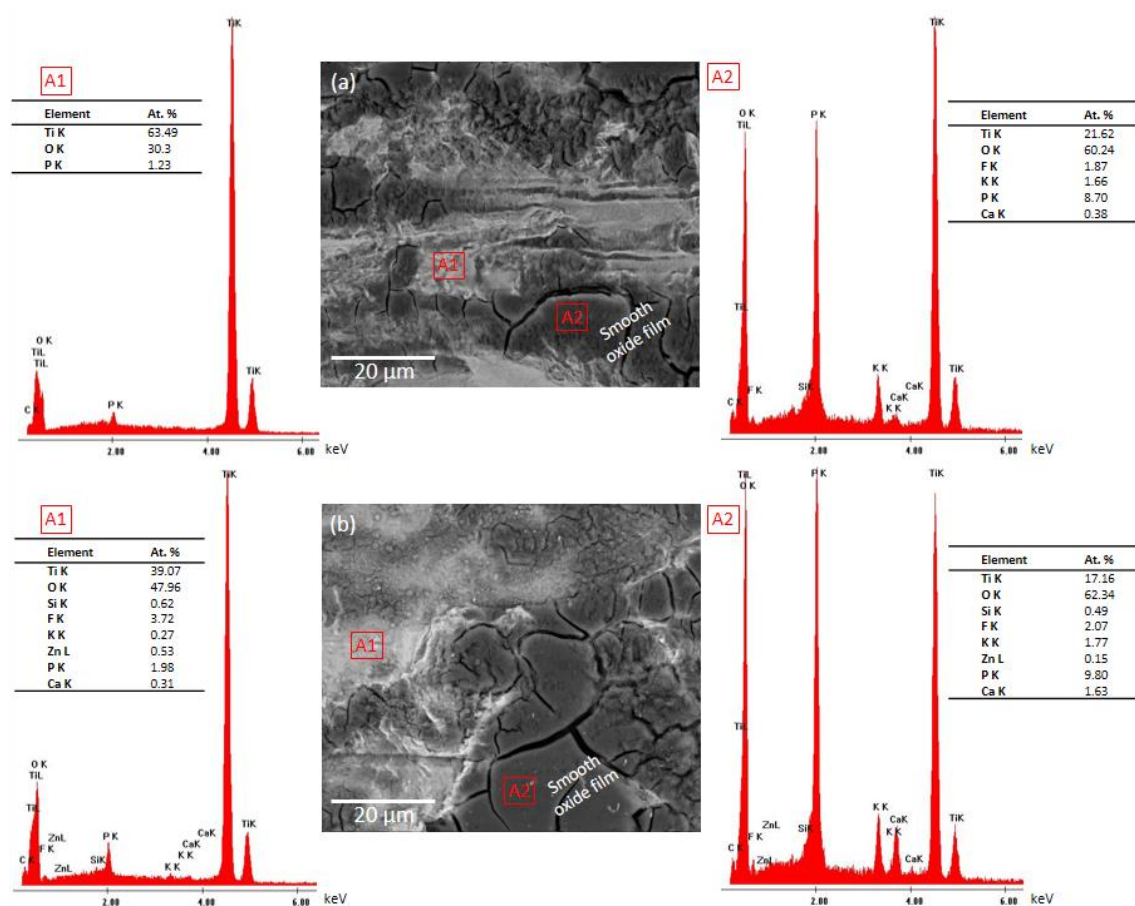 A1
Element At. %
Ti K 63.49
O K 30.3
P K 1.23
TiK
O K
TiL
TiL
C K
P K
TiK
2.00 4.00 6.00 keV
(a)
A1
A2
Smooth
oxide film
20 µm
A2
Element At. %
Ti K 21.62
O K 60.24
F K 1.87
K K 1.66
P K 8.70
Ca K 0.38
TiK
O K
TiL
P K
TiL
F K
C K
SiK
K K
K K
CaK
CaK
TiK
2.00 4.00 6.00 keV
A1
Element At. %
Ti K 39.07
O K 47.96
Si K 0.62
F K 3.72
K K 0.27
Zn L 0.53
P K 1.98
Ca K 0.31
TiK
O K
TiL
TiL
F K
C K
ZnL
ZnL
SiK
P K
K K
K K
CaK
CaK
TiK
2.00 4.00 6.00 keV
(b)
A1
A2
Smooth
oxide film
20 µm
A2
Element At. %
Ti K 17.16
O K 62.34
Si K 0.49
F K 2.07
K K 1.77
Zn L 0.15
P K 9.80
Ca K 1.63
TiL
O K
P K
TiK
TiL
F K
C K
ZnL
ZnL
SiK
K K
K K
CaK
CaK
TiK
2.00 4.00 6.00 keV